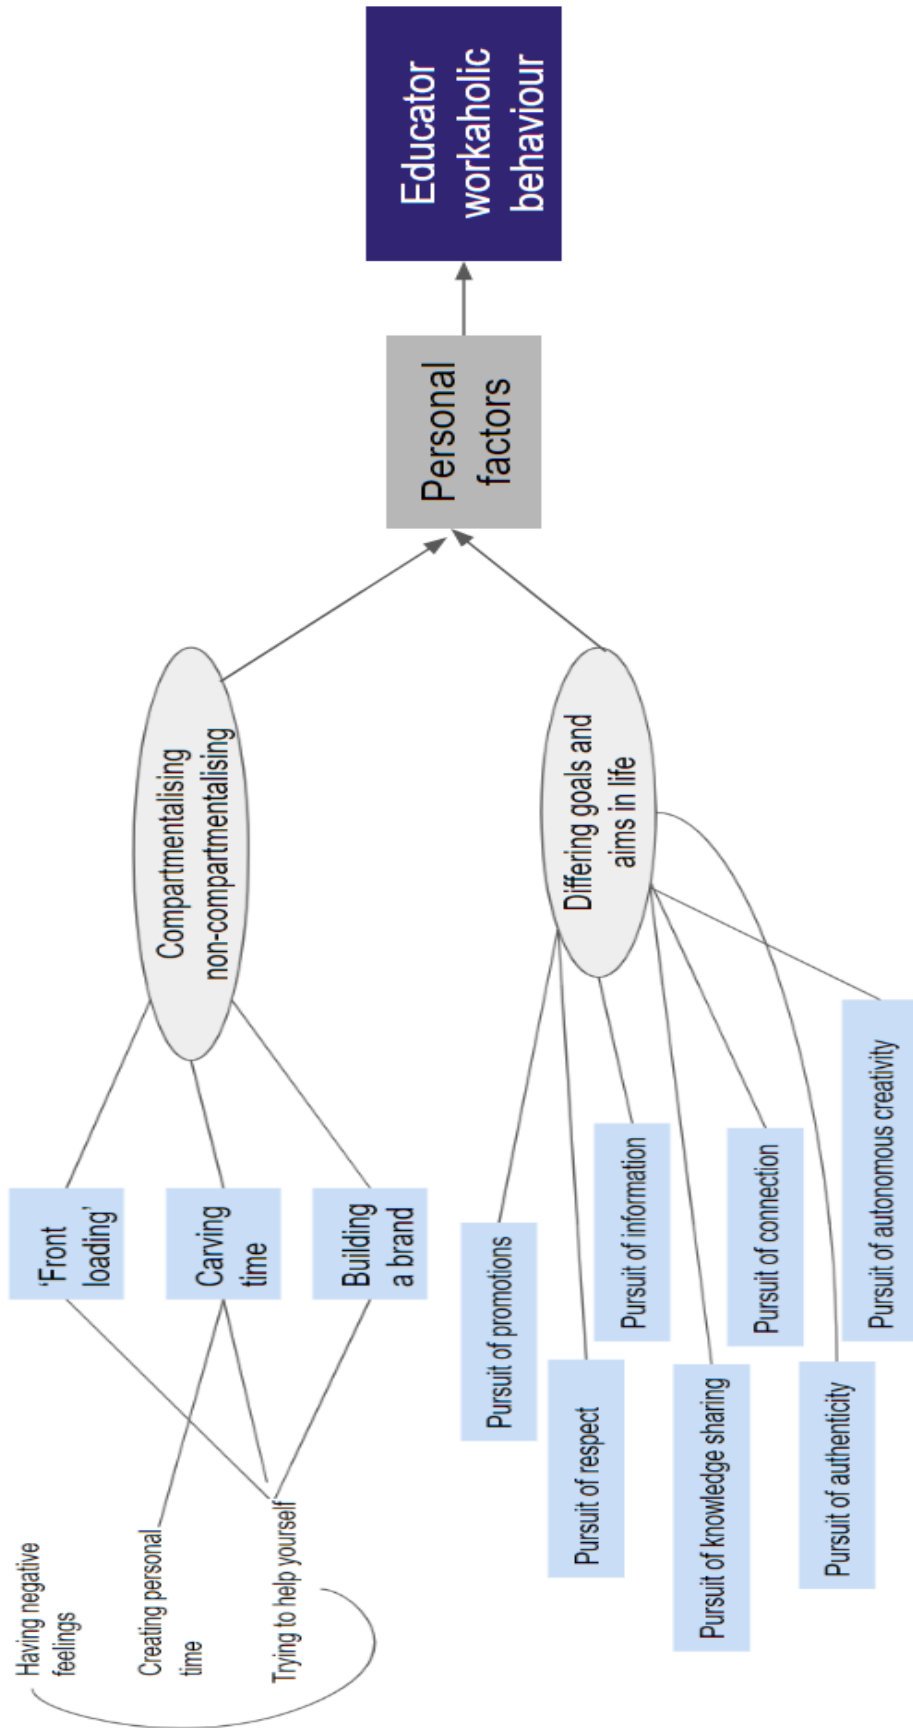 Having negative
feelings
Creating personal
time
Trying to help yourself
‘Front
loading’
Carving
time
Building
a brand
Compartmentalising
non-compartmentalising
Pursuit of promotions
Pursuit of respect
Pursuit of information
Pursuit of knowledge sharing
Pursuit of connection
Pursuit of authenticity
Pursuit of autonomous creativity
Differing goals and
aims in life
Personal
factors
Educator
workaholic
behaviour